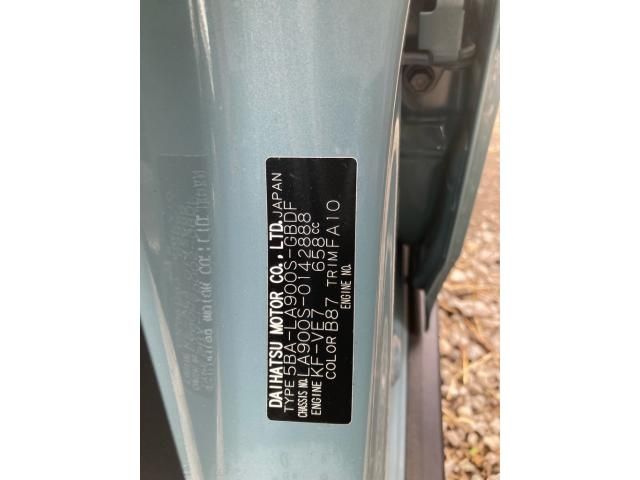 DAIHATSU MOTOR CO., LTD. JAPAN
TYPE 5BA-LA900S-GBDF
CHASSIS NO. LA900S-0142888
ENGINE KF-VE7 658cc
COLOR B87 TRIM FA10
ENGINE NO.